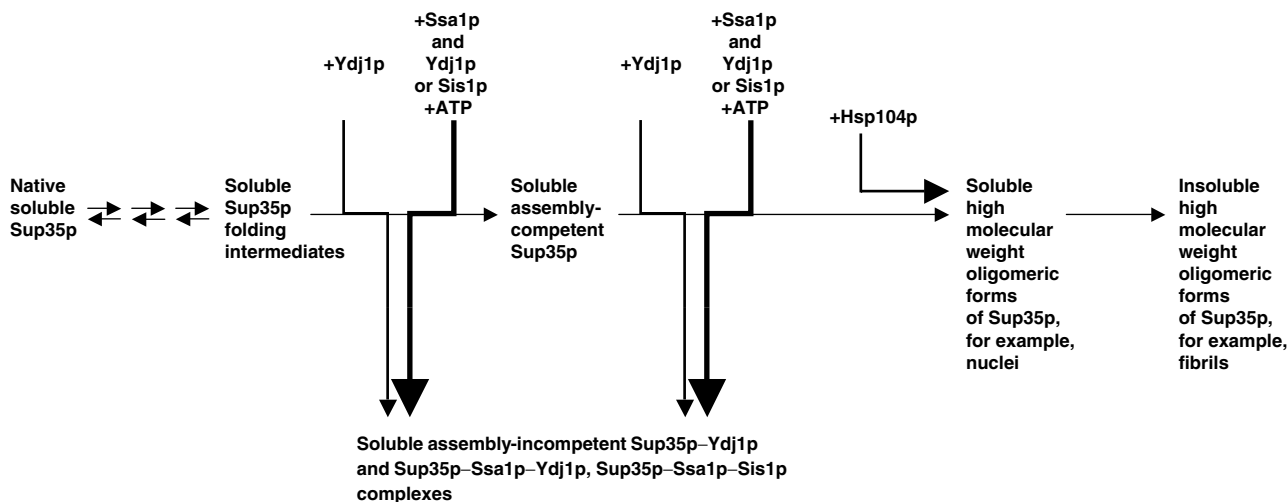 +Ydj1p
+Ssa1p
and
Ydj1p
or Sis1p
+ATP
+Ydj1p
+Ssa1p
and
Ydj1p
or Sis1p
+ATP
+Hsp104p
Native
soluble
Sup35p
Soluble
Sup35p
folding
intermediates
Soluble
assembly-
competent
Sup35p
Soluble
high
molecular
weight
oligomeric
forms
of Sup35p,
for example,
nuclei
Insoluble
high
molecular
weight
oligomeric
forms
of Sup35p,
for example,
fibrils
Soluble assembly-incompetent Sup35p–Ydj1p
and Sup35p–Ssa1p–Ydj1p, Sup35p–Ssa1p–Sis1p
complexes